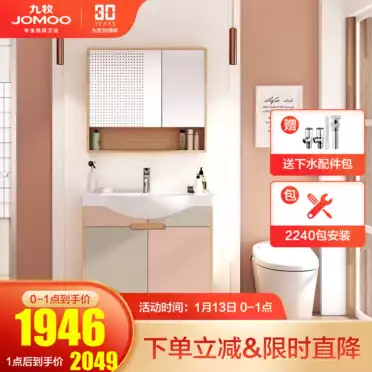 九牧
JOMOO
专注高端卫浴
30
YEARS
九牧30周年
赠
送下水配件包
包
2240包安装
0-1点到手价
1946
1点后到手价 2049
活动时间：1月13日 0-1点
下单立减&限时直降